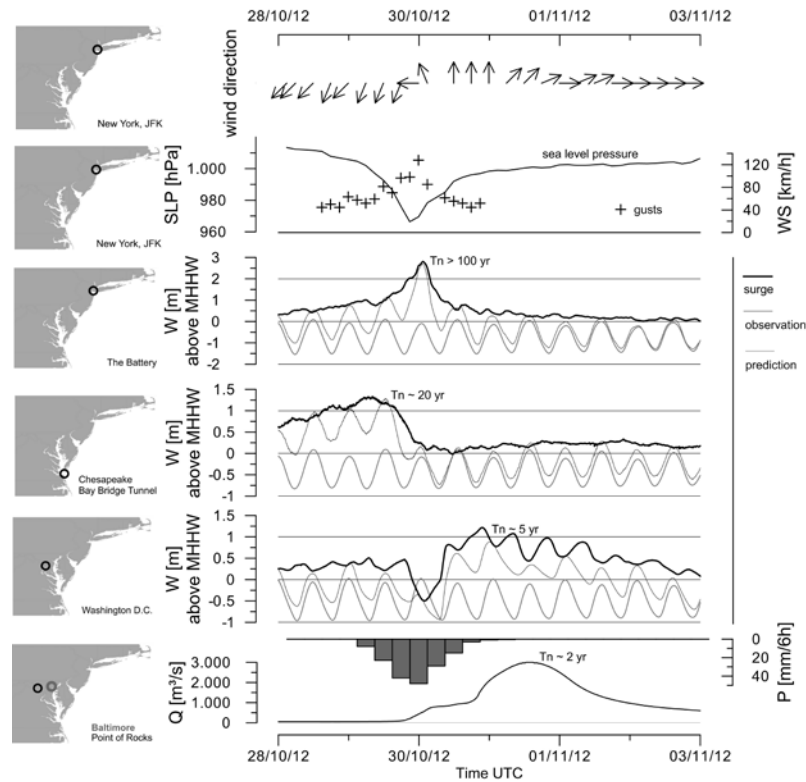 28/10/12 30/10/12 01/11/12 03/11/12
New York, JFK
wind direction
New York, JFK
SLP [hPa]
1.000
980
960
sea level pressure
gusts
120
80
40
0
WS [km/h]
The Battery
W [m]
above MHHW
3
2
1
0
-1
-2
Tn > 100 yr
surge
observation
prediction
Chesapeake
Bay Bridge Tunnel
W [m]
above MHHW
1.5
1
0.5
0
-0.5
-1
Tn ~ 20 yr
Washington D.C.
W [m]
above MHHW
1.5
1
0.5
0
-0.5
-1
Tn ~ 5 yr
Baltimore
Point of Rocks
Q [m³/s]
3.000
2.000
1.000
0
Tn ~ 2 yr
0
20
40
P [mm/6h]
28/10/12 30/10/12 01/11/12 03/11/12
Time UTC